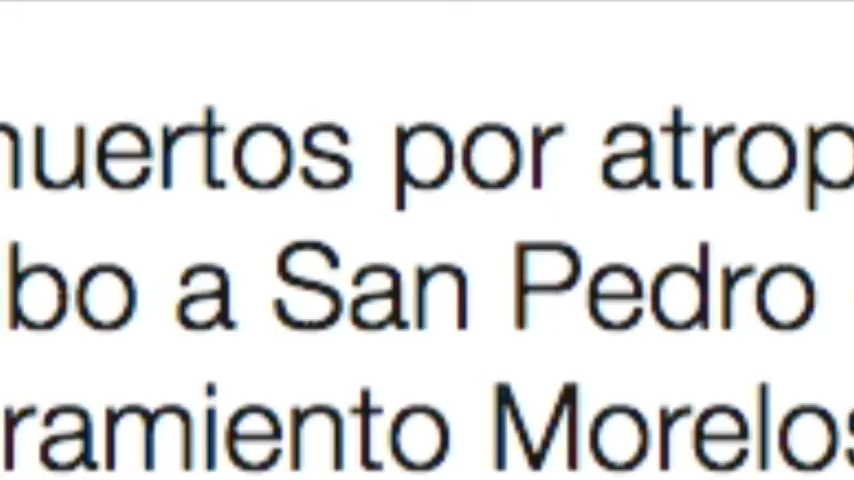 muertos por atrop
bo a San Pedro
ramiento Morelos